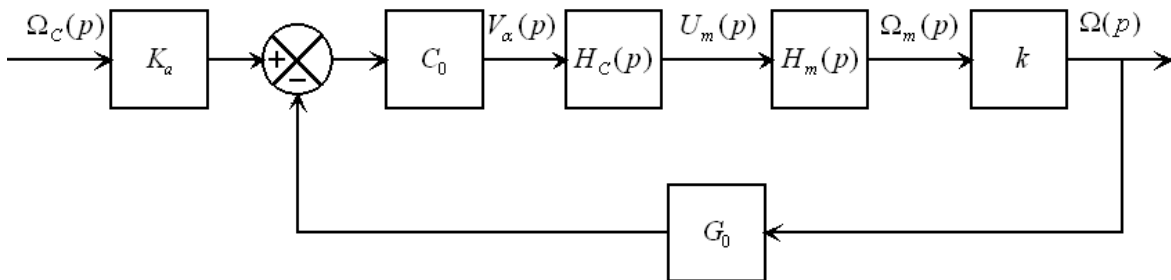 Ω_C(p) V_α(p) U_m(p) Ω_m(p) Ω(p)
K_a + − C_0 H_C(p) H_m(p) k
G_0